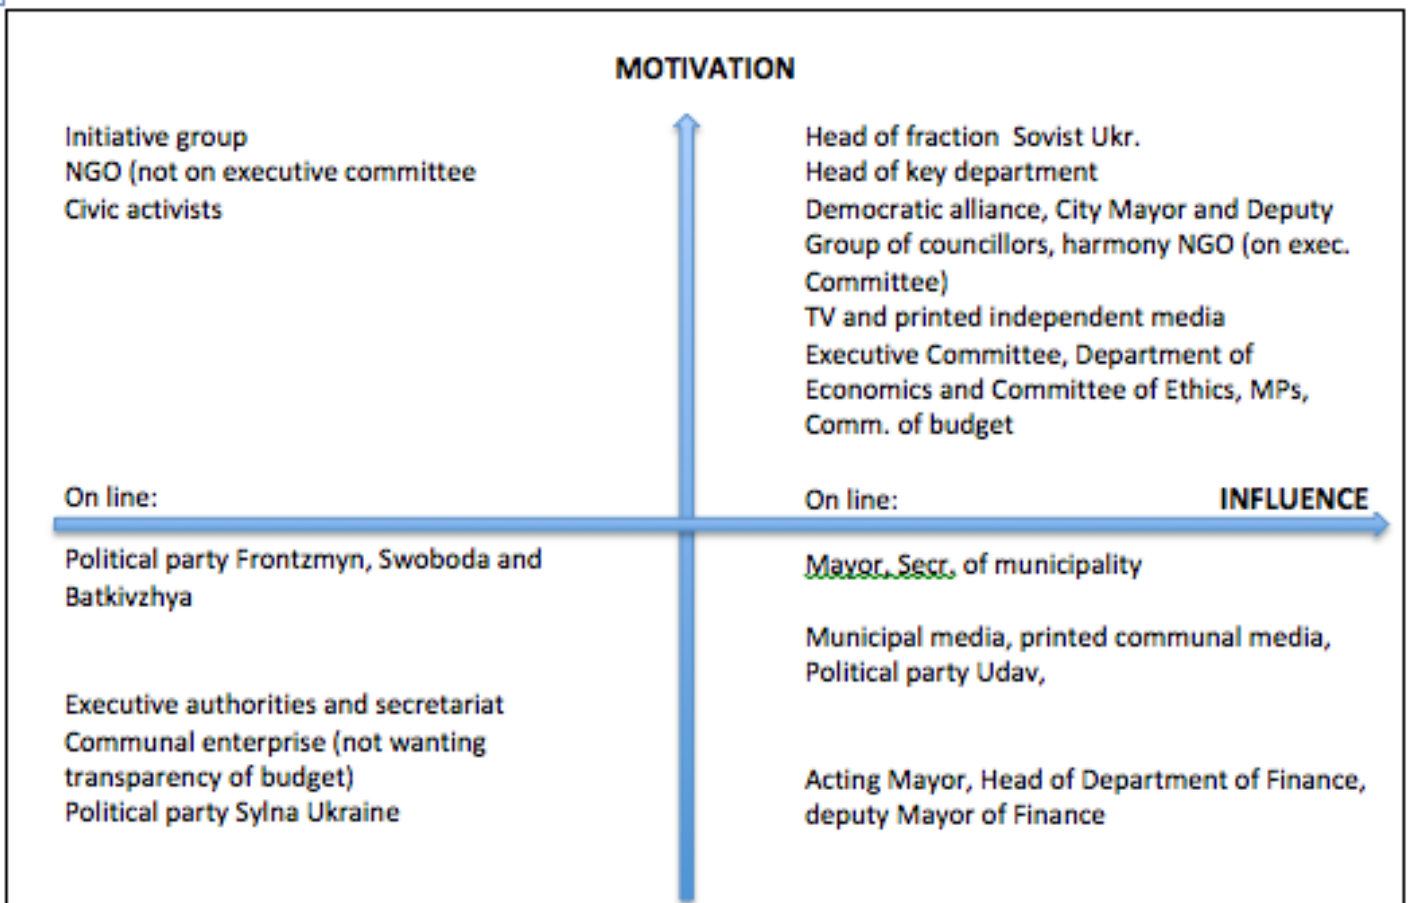 MOTIVATION
Initiative group
NGO (not on executive committee
Civic activists
Head of fraction Sovist Ukr.
Head of key department
Democratic alliance, City Mayor and Deputy
Group of councillors, harmony NGO (on exec.
Committee)
TV and printed independent media
Executive Committee, Department of
Economics and Committee of Ethics, MPs,
Comm. of budget
On line:
On line:
INFLUENCE
Political party Frontzmyn, Swoboda and
Batkivzhya
Executive authorities and secretariat
Communal enterprise (not wanting
transparency of budget)
Political party Sylna Ukraine
Mayor, Secr. of municipality
Municipal media, printed communal media,
Political party Udav,
Acting Mayor, Head of Department of Finance,
deputy Mayor of Finance